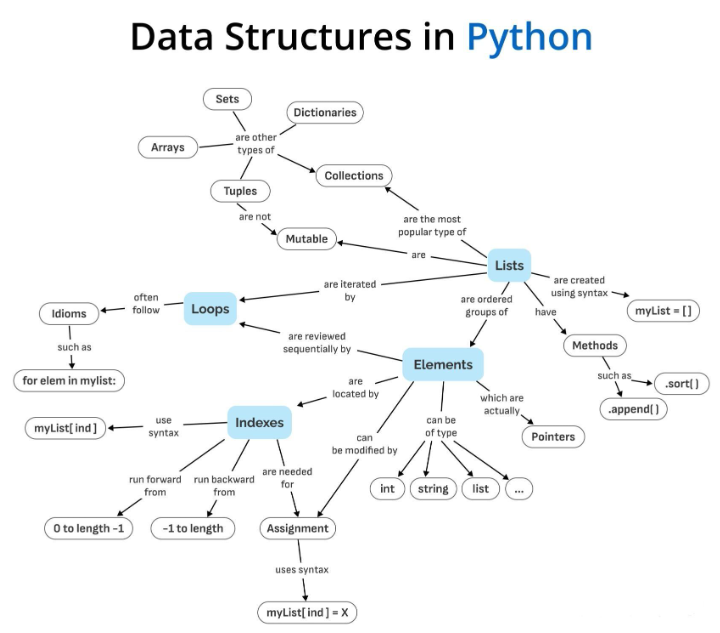 Data Structures in Python
Sets
Dictionaries
are other
types of
Arrays
Collections
Tuples
are not
are the most
popular type of
Mutable
are
Lists
are iterated
by
are created
using syntax
often
follow
Loops
are ordered
groups of
have
myList = []
Idioms
are reviewed
sequentially by
Methods
such as
Elements
such as
.sort()
for elem in mylist:
are
located by
which are
actually
.append()
Indexes
use
syntax
myList[ind]
can be
of type
can
be modified by
Pointers
run forward
from
run backward
from
are needed
for
int
string
list
...
0 to length -1
-1 to length
Assignment
uses syntax
myList[ind] = X